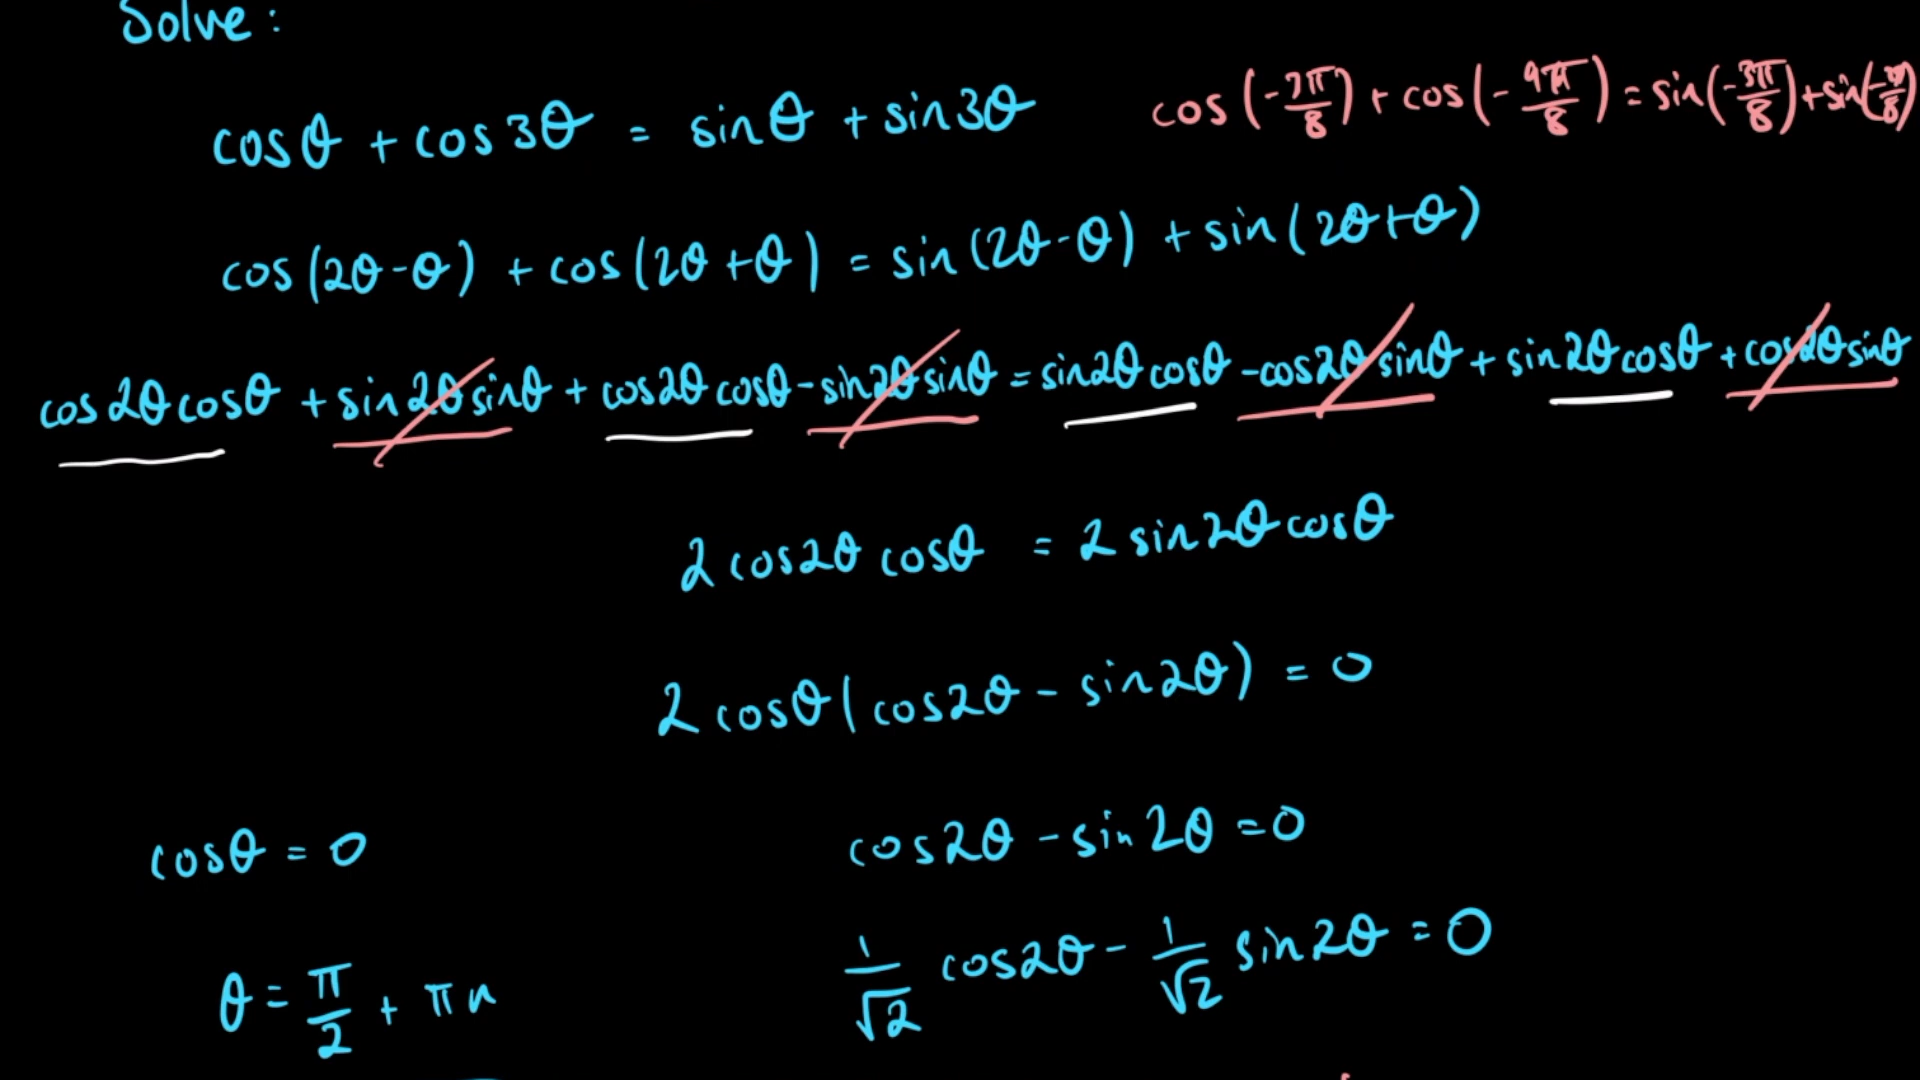 Solve:
cosθ + cos3θ = sinθ + sin3θ
cos(-3π/8) + cos(-9π/8) = sin(-3π/8) + sin(
cos(2θ-θ) + cos(2θ+θ) = sin(2θ-θ) + sin(2θ+θ)
cos2θcosθ + sin2θsinθ + cos2θcosθ - sin2θsinθ = sin2θcosθ - cos2θsinθ + sin2θcosθ + cos2θsinθ
2cos2θcosθ = 2sin2θcosθ
2cosθ(cos2θ - sin2θ) = 0
cosθ = 0
cos2θ - sin2θ = 0
1/√2 cos2θ - 1/√2 sin2θ = 0
θ = π/2 + πn